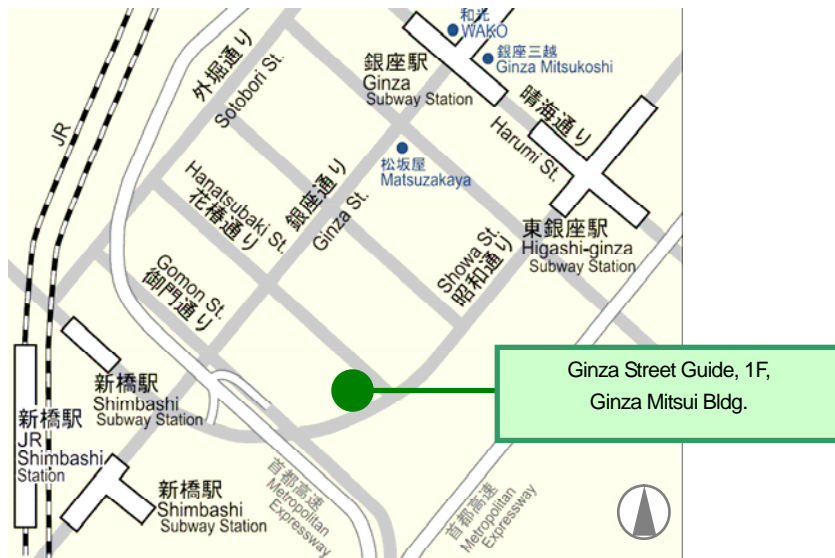 和光
WAKO
銀座三越
Ginza Mitsukoshi
銀座駅
Ginza
Subway Station
外堀通り
Sotobori St.
JR
晴海通り
Harumi St.
松坂屋
Matsuzakaya
Hanatsubaki St.
花椿通り
銀座通り
Ginza St.
東銀座駅
Higashi-ginza
Subway Station
Showa St.
昭和通り
Gomon St.
御門通り
新橋駅
Shimbashi
Subway Station
新橋駅
JR
Shimbashi
Station
新橋駅
Shimbashi
Subway Station
首都高速
Metropolitan
Expressway
首都高速
Metropolitan
Expressway
Ginza Street Guide, 1F,
Ginza Mitsui Bldg.